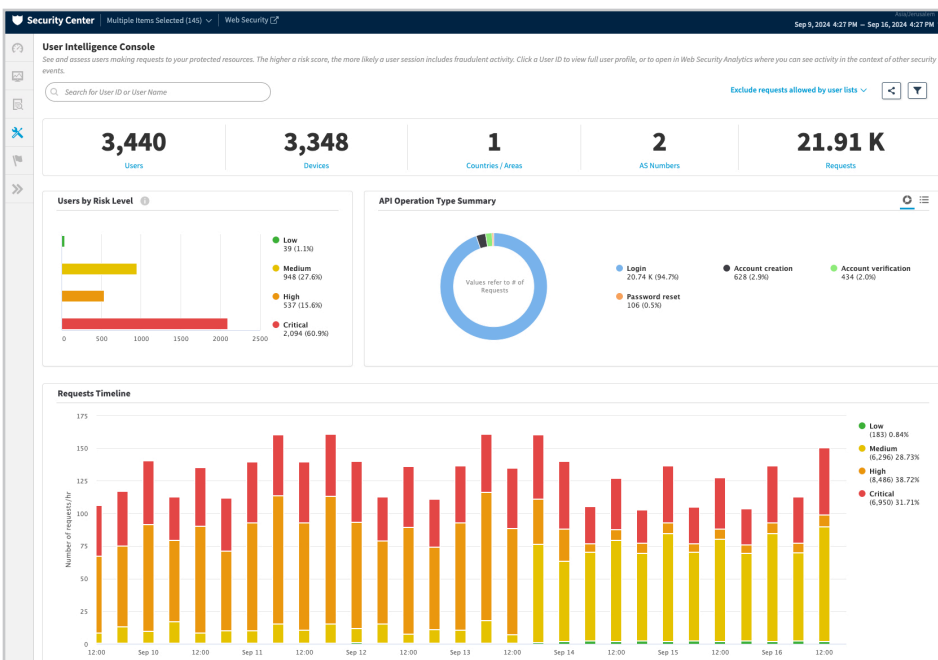 Security Center
Multiple Items Selected (145)
Web Security
Asia/Jerusalem
Sep 9, 2024 4:27 PM — Sep 16, 2024 4:27 PM
User Intelligence Console
See and assess users making requests to your protected resources. The higher a risk score, the more likely a user session includes fraudulent activity. Click a User ID to view full user profile, or to open in Web Security Analytics where you can see activity in the context of other security
events.
Search for User ID or User Name
Exclude requests allowed by user lists
3,440
Users
3,348
Devices
1
Countries / Areas
2
AS Numbers
21.91 K
Requests
Users by Risk Level
Low
39 (1.1%)
Medium
948 (27.6%)
High
537 (15.6%)
Critical
2,094 (60.9%)
0 500 1000 1500 2000 2500
API Operation Type Summary
Values refer to # of
Requests
Login
20.74 K (94.7%)
Account creation
628 (2.9%)
Account verification
434 (2.0%)
Password reset
106 (0.5%)
Requests Timeline
Number of requests/hr
175
150
125
100
75
50
25
0
12:00 Sep 10 12:00 Sep 11 12:00 Sep 12 12:00 Sep 13 12:00 Sep 14 12:00 Sep 15 12:00 Sep 16 12:00
Low
(183) 0.84%
Medium
(6,296) 28.73%
High
(8,486) 38.72%
Critical
(6,950) 31.71%